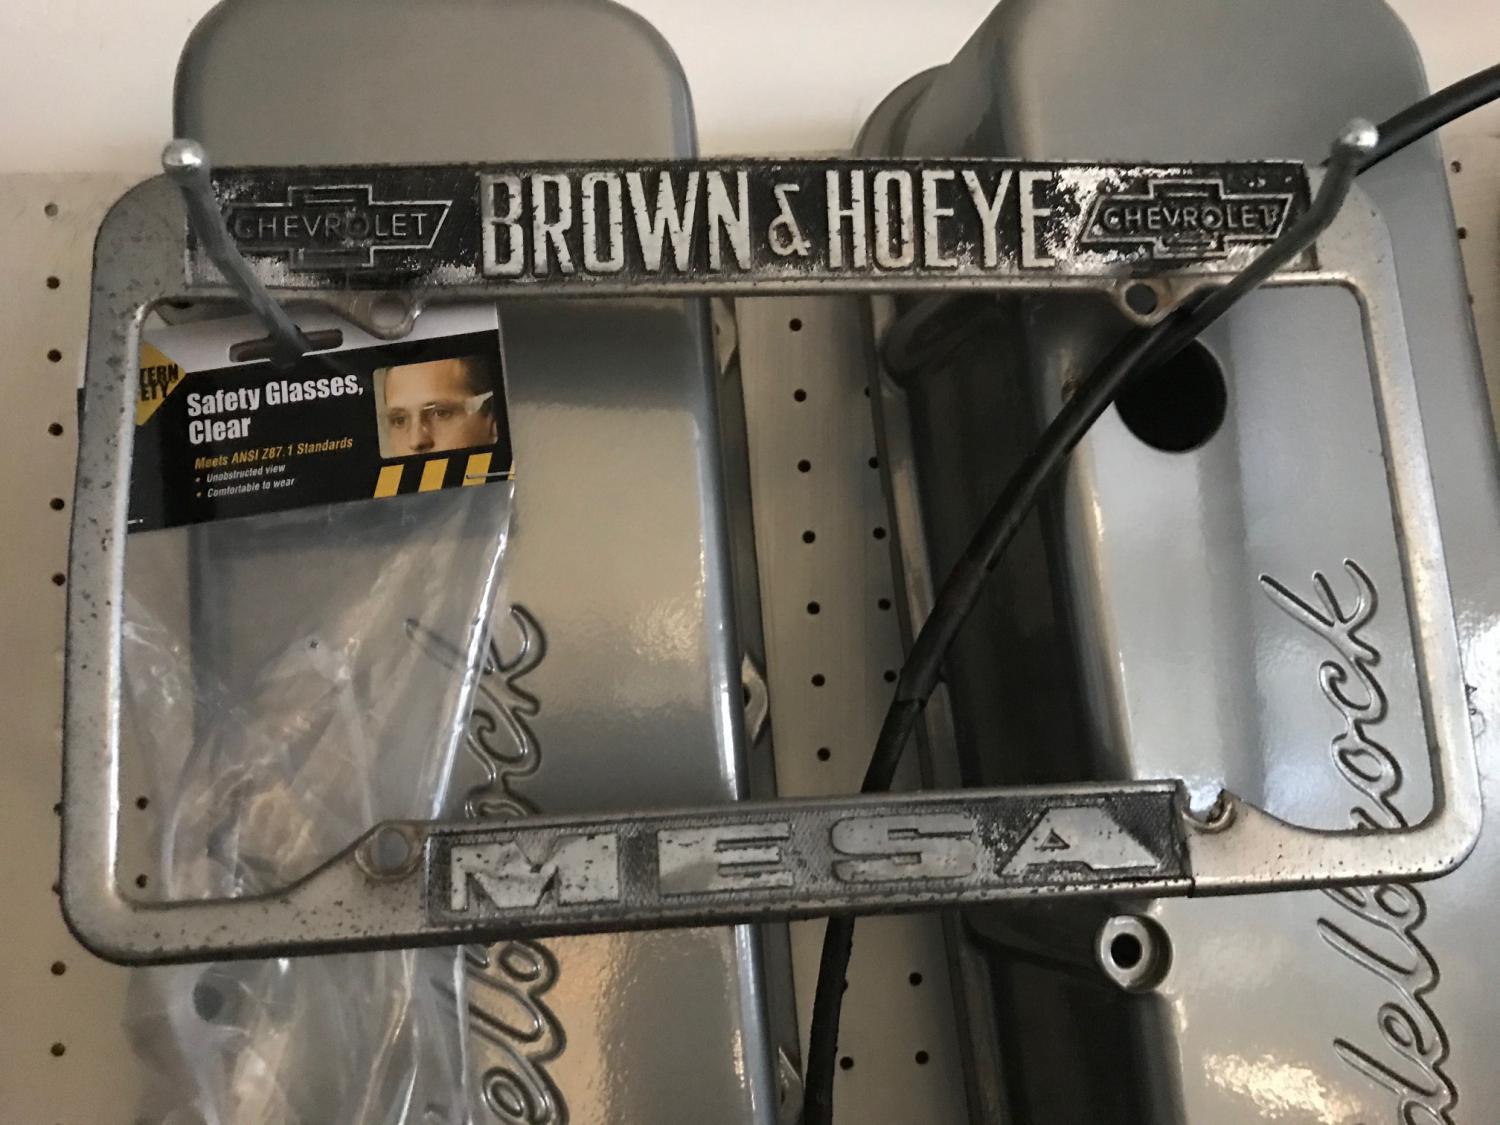 CHEVROLET BROWN & HOEYE CHEVROLET
Safety Glasses,
Clear
Meets ANSI Z87.1 Standards
• Unobstructed view
• Comfortable to wear
MESA